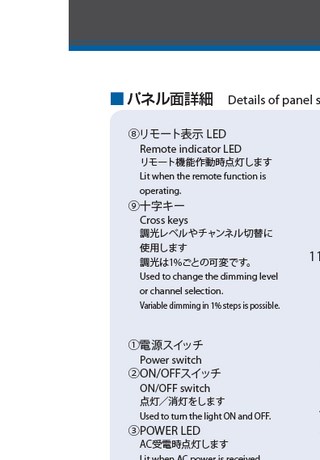 ■ パネル面詳細 Details of panel s
⑧リモート表示 LED
Remote indicator LED
リモート機能作動時点灯します
Lit when the remote function is
operating.
⑨十字キー
Cross keys
調光レベルやチャンネル切替に
使用します
調光は1%ごとの可変です。
Used to change the dimming level
or channel selection.
Variable dimming in 1% steps is possible.
11
①電源スイッチ
Power switch
②ON/OFFスイッチ
ON/OFF switch
点灯／消灯をします
Used to turn the light ON and OFF.
③POWER LED
AC受電時点灯します
Lit when AC power is received